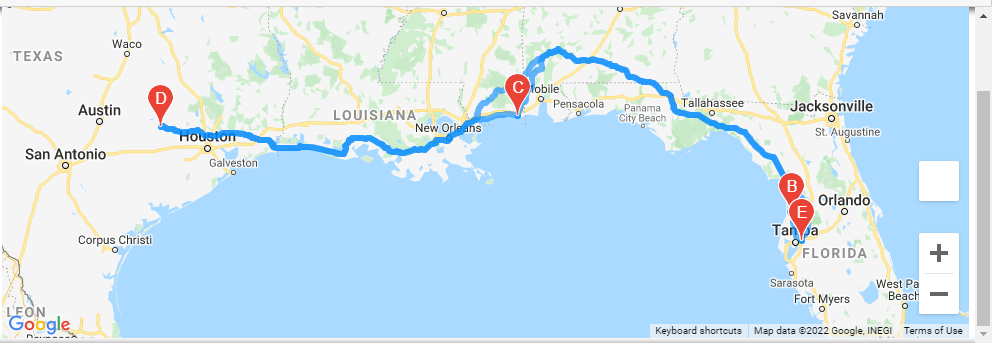 Savannah
TEXAS
Waco
D
C
Mobile
Austin
LOUISIANA
Pensacola
Tallahassee
Jacksonville
Panama
City Beach
New Orleans
Houston
St. Augustine
San Antonio
Galveston
B
E
Orlando
Tampa
FLORIDA
Corpus Christi
Sarasota
Fort Myers
West Pa
Beach
LEON
Google
Keyboard shortcuts
Map data ©2022 Google, INEGI
Terms of Use